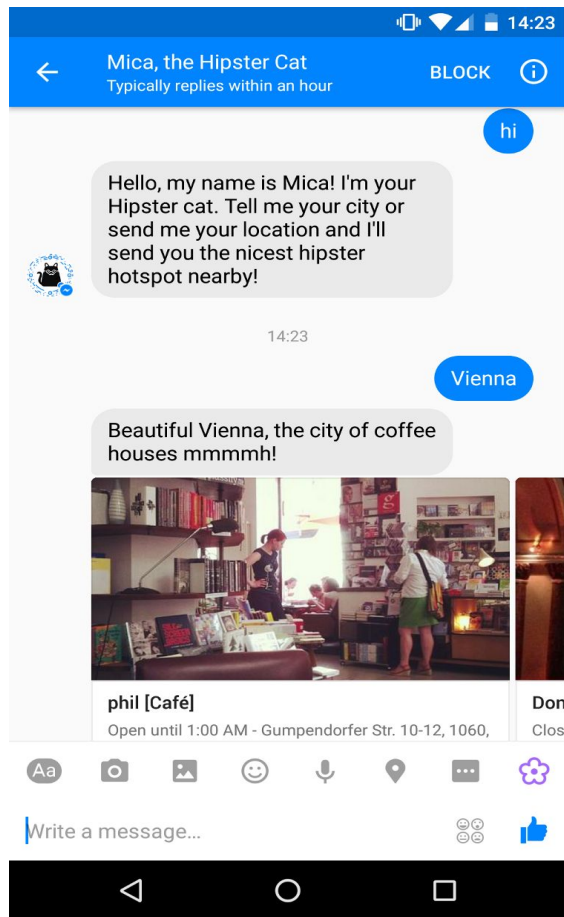 14:23
Mica, the Hipster Cat
Typically replies within an hour
BLOCK
hi
Hello, my name is Mica! I'm your
Hipster cat. Tell me your city or
send me your location and I'll
send you the nicest hipster
hotspot nearby!
14:23
Vienna
Beautiful Vienna, the city of coffee
houses mmmmh!
phil [Café]
Open until 1:00 AM - Gumpendorfer Str. 10-12, 1060,
Don
Clos
Aa
Write a message...